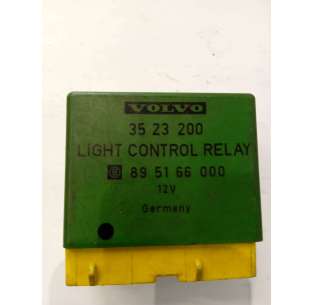 VOLVO
35 23 200
LIGHT CONTROL RELAY
89 51 66 000
12V
Germany